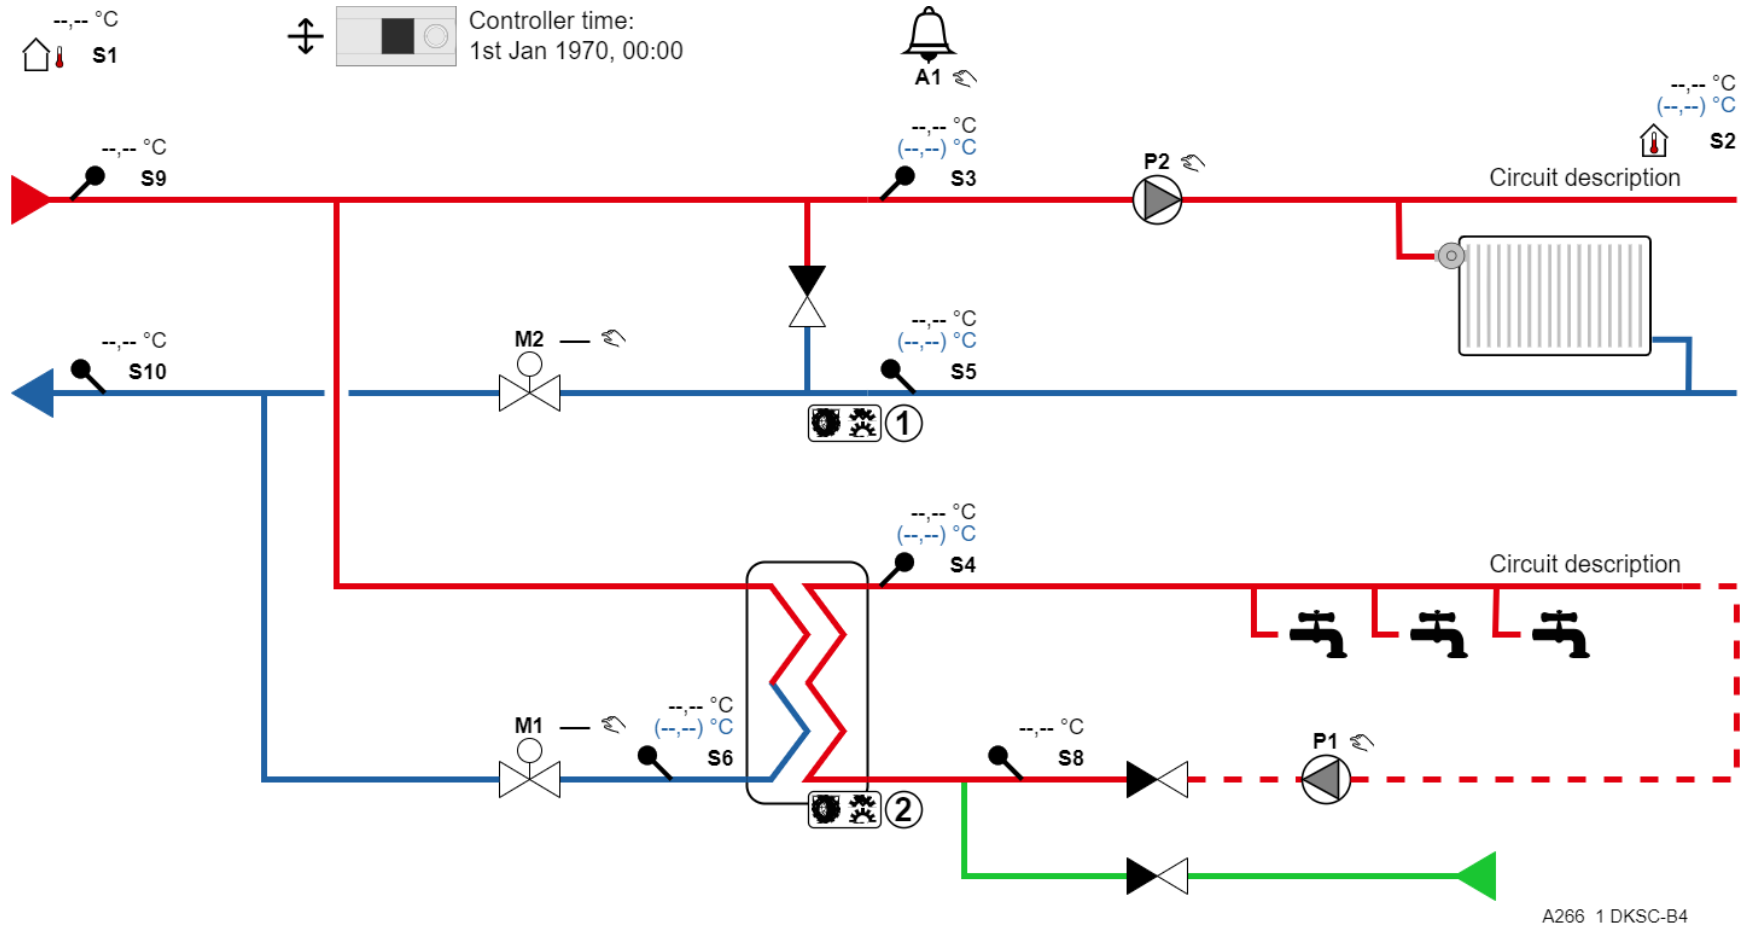 --,-- °C
S1
Controller time:
1st Jan 1970, 00:00
A1
--,-- °C
(--,--) °C
S2
--,-- °C
S9
--,-- °C
(--,--) °C
S3
P2
Circuit description
--,-- °C
S10
M2 —
--,-- °C
(--,--) °C
S5
1
--,-- °C
(--,--) °C
S4
Circuit description
M1 —
--,-- °C
(--,--) °C
S6
--,-- °C
S8
P1
2
A266 1 DKSC-B4